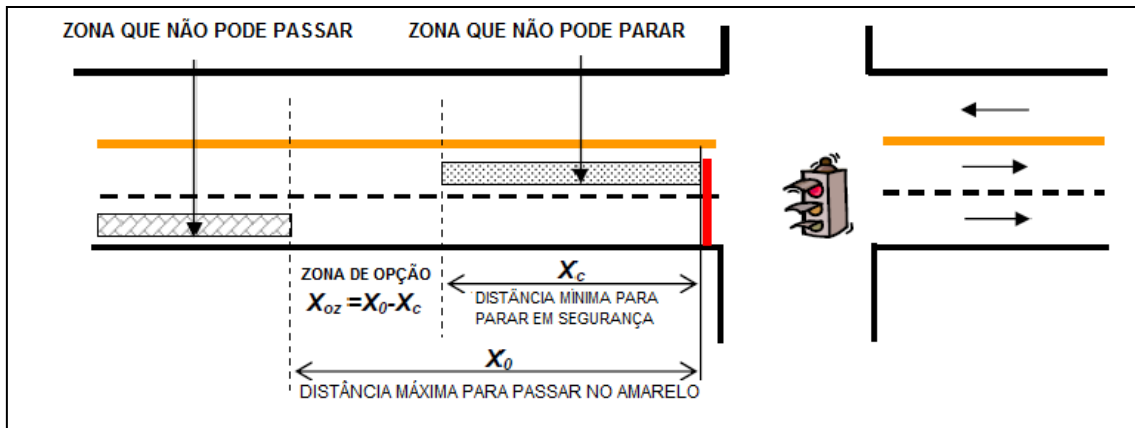 ZONA QUE NÃO PODE PASSAR
ZONA QUE NÃO PODE PARAR
ZONA DE OPÇÃO
Xoz =X0-Xc
Xc
DISTÂNCIA MÍNIMA PARA
PARAR EM SEGURANÇA
X0
DISTÂNCIA MÁXIMA PARA PASSAR NO AMARELO